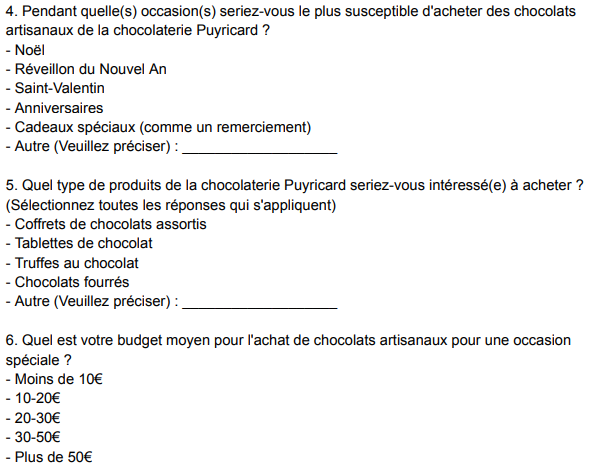 4. Pendant quelle(s) occasion(s) seriez-vous le plus susceptible d'acheter des chocolats
artisanaux de la chocolaterie Puyricard ?
- Noël
- Réveillon du Nouvel An
- Saint-Valentin
- Anniversaires
- Cadeaux spéciaux (comme un remerciement)
- Autre (Veuillez préciser) : ___________________
5. Quel type de produits de la chocolaterie Puyricard seriez-vous intéressé(e) à acheter ?
(Sélectionnez toutes les réponses qui s'appliquent)
- Coffrets de chocolats assortis
- Tablettes de chocolat
- Truffes au chocolat
- Chocolats fourrés
- Autre (Veuillez préciser) : ___________________
6. Quel est votre budget moyen pour l'achat de chocolats artisanaux pour une occasion
spéciale ?
- Moins de 10€
- 10-20€
- 20-30€
- 30-50€
- Plus de 50€